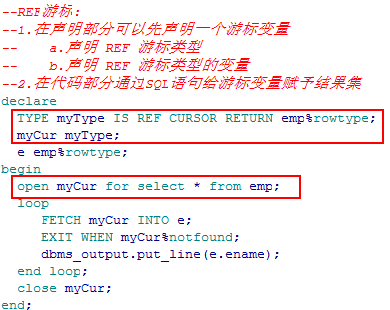 --REF游标：
--1.在声明部分可以先声明一个游标变量
--    a.声明 REF 游标类型
--    b.声明 REF 游标类型的变量
--2.在代码部分通过SQL语句给游标变量赋予结果集
declare
  TYPE myType IS REF CURSOR RETURN emp%rowtype;
  myCur myType;
  e emp%rowtype;
begin
  open myCur for select * from emp;
  loop
     FETCH myCur INTO e;
     EXIT WHEN myCur%notfound;
     dbms_output.put_line(e.ename);
  end loop;
  close myCur;
end;